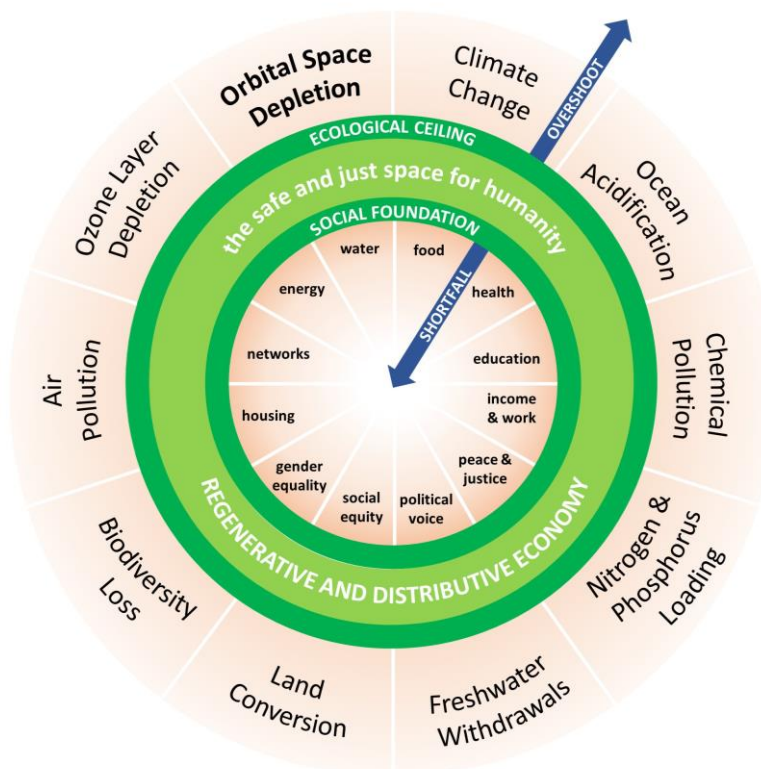 Orbital Space
Depletion
Climate
Change
OVERSHOOT
Ocean
Acidification
Chemical
Pollution
Nitrogen &
Phosphorus
Loading
Freshwater
Withdrawals
Land
Conversion
Biodiversity
Loss
Air
Pollution
Ozone Layer
Depletion
ECOLOGICAL CEILING
the safe and just space for humanity
SOCIAL FOUNDATION
water
food
SHORTFALL
health
education
income
& work
peace &
justice
political
voice
social
equity
gender
equality
housing
networks
energy
REGENERATIVE AND DISTRIBUTIVE ECONOMY